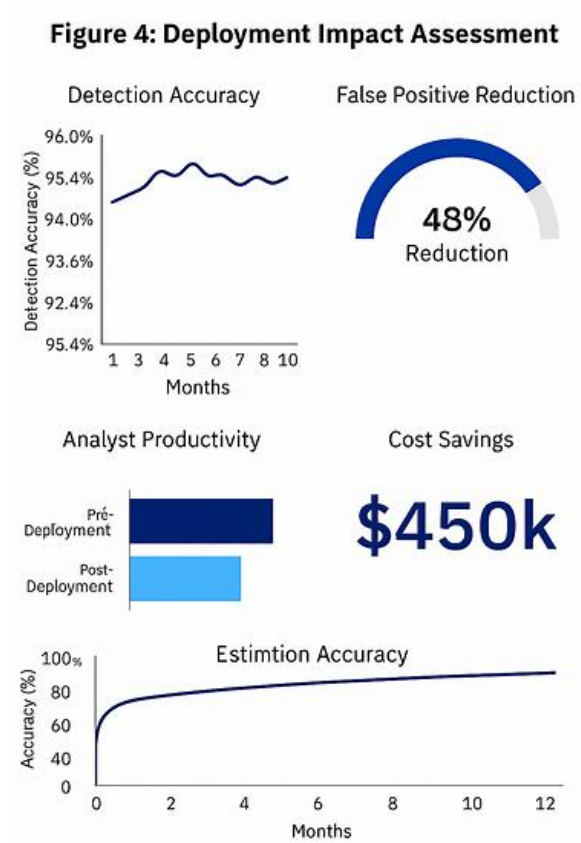 Figure 4: Deployment Impact Assessment
Detection Accuracy
Detection Accuracy (%)
96.0%
95.4%
94.0%
93.6%
92.4%
95.4%
1 3 4 5 6 7 8 10
Months
False Positive Reduction
48%
Reduction
Analyst Productivity
Pré-
Deployment
Post-
Deployment
Cost Savings
$450k
Estimtion Accuracy
Accuracy (%)
100%
80
60
40
0
0 2 4 6 8 10 12
Months